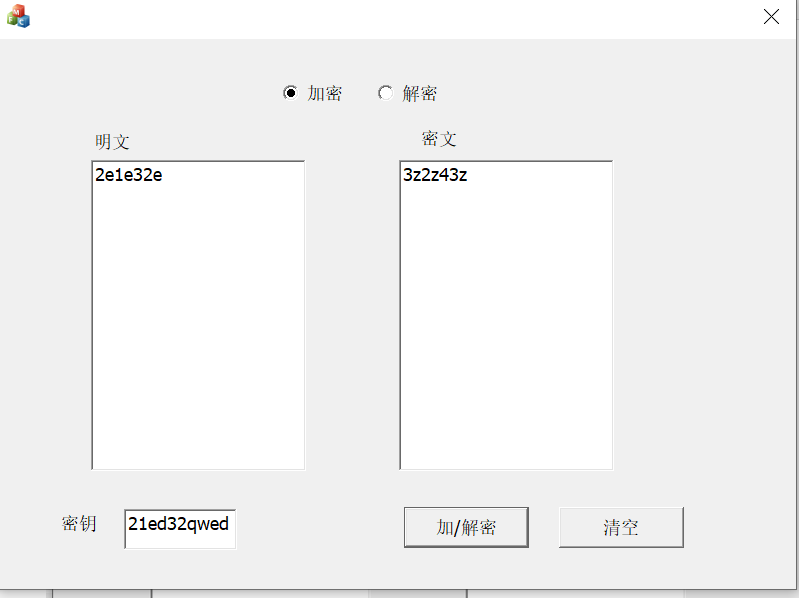 加密 解密
明文 密文
2e1e32e 3z2z43z
密钥 21ed32qwed 加/解密 清空